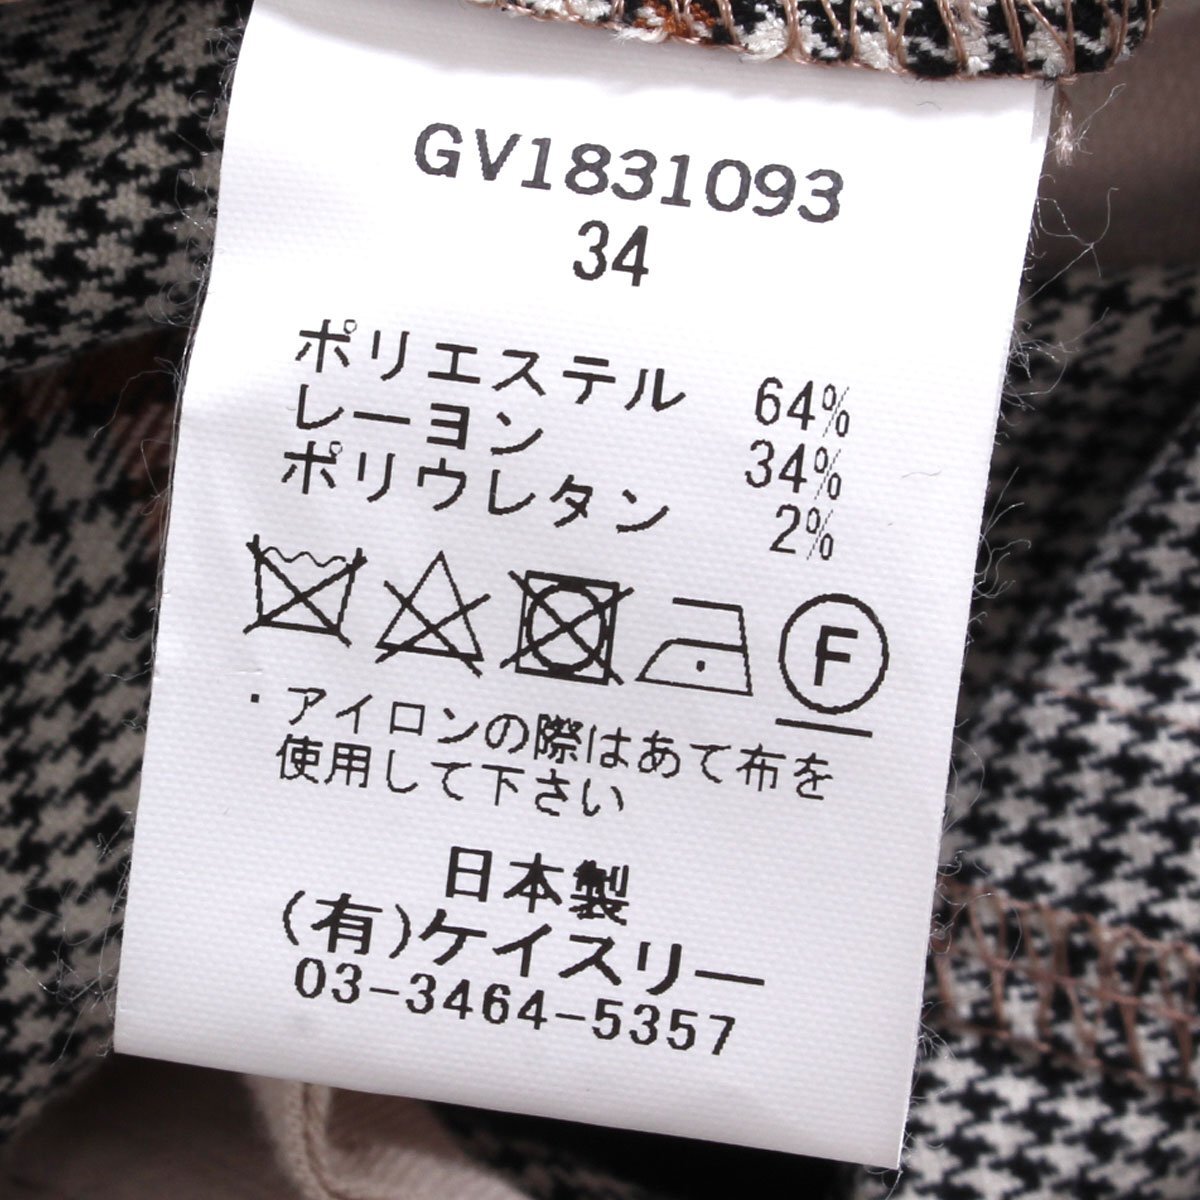 GV1831093
34
ポリエステル 64%
レーヨン 34%
ポリウレタン 2%
F
・アイロンの際はあて布を
使用して下さい
日本製
(有)ケイスリー
03-3464-5357